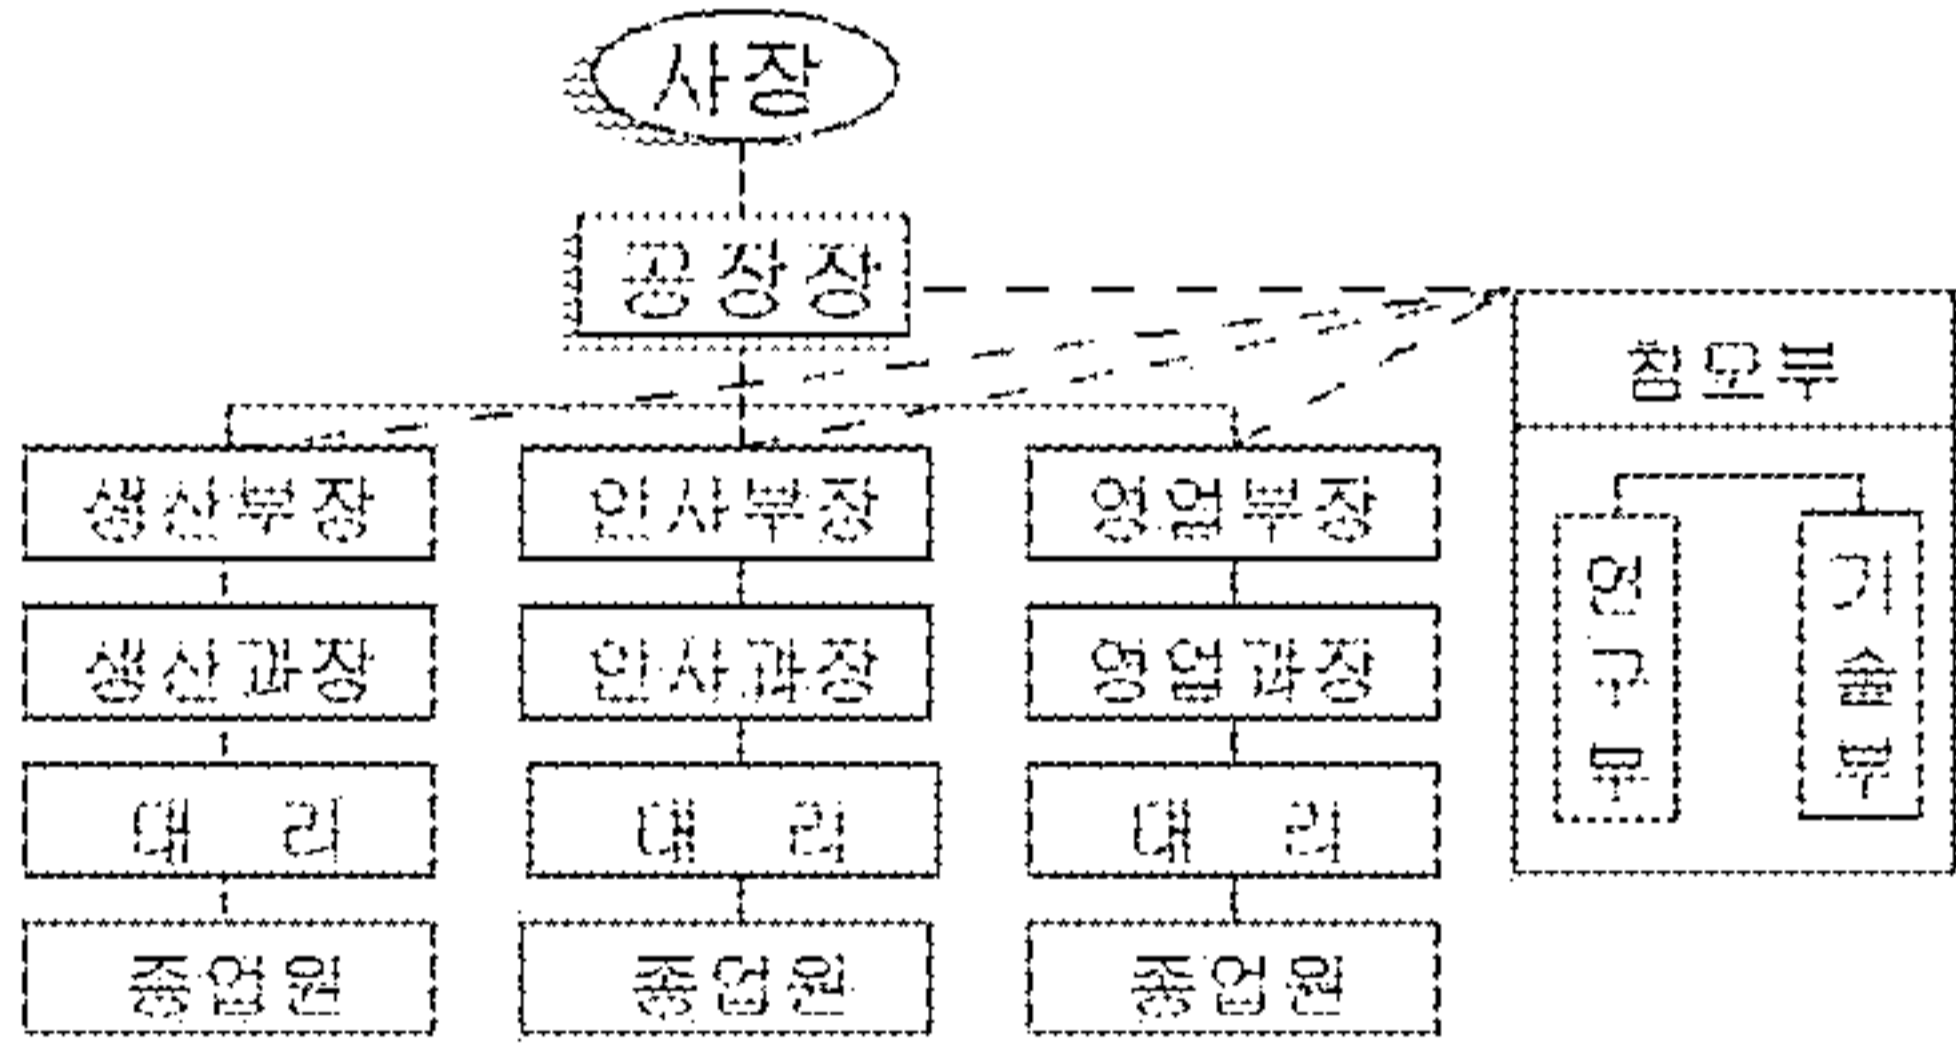 사장
공장장
참모부
생산부장 인사부장 영업부장
연구부 기술부
생산과장 인사과장 영업과장
대 리 대 리 대 리
종업원 종업원 종업원